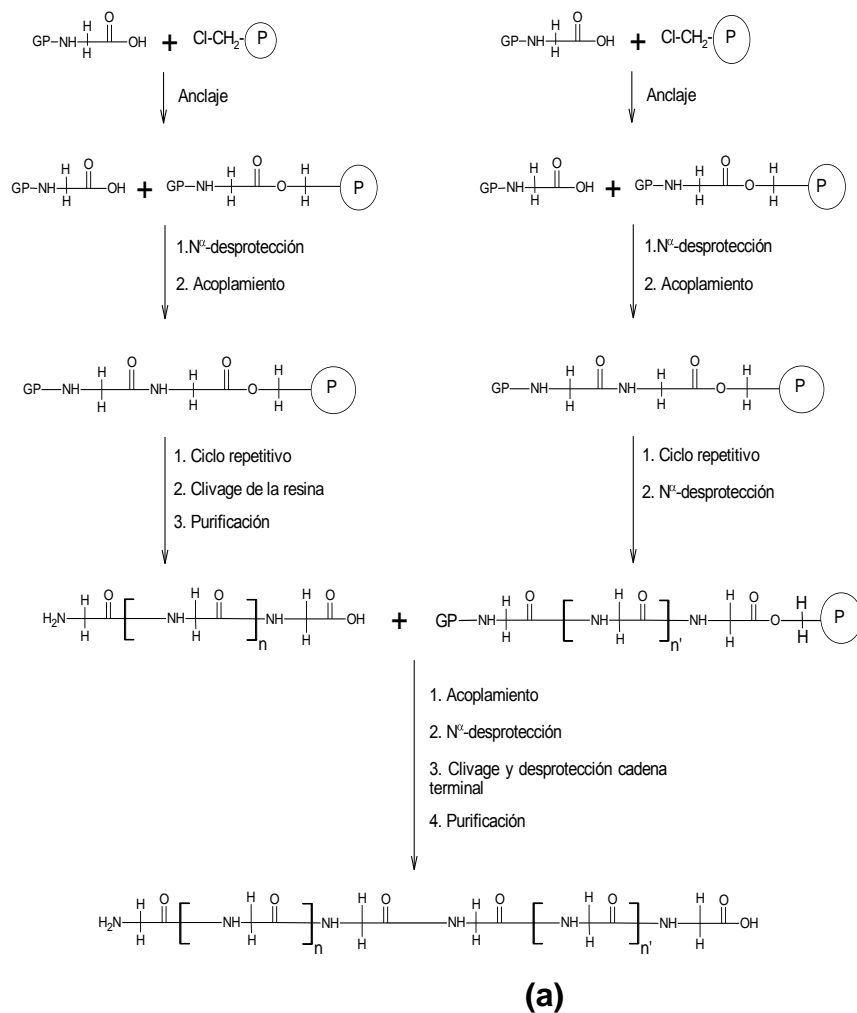 GP–NH H H O OH + Cl-CH2- P
GP–NH H H O OH + Cl-CH2- P
Anclaje
Anclaje
GP–NH H H O OH + GP–NH H H O O H H P
GP–NH H H O OH + GP–NH H H O O H H P
1.Nα-desprotección
2. Acoplamiento
1.Nα-desprotección
2. Acoplamiento
GP–NH H H O NH H H O O H H P
GP–NH H H O NH H H O O H H P
1. Ciclo repetitivo
2. Clivage de la resina
3. Purificación
1. Ciclo repetitivo
2. Nα-desprotección
H2N H H O [ NH H H O ] n NH H H O OH + GP–NH H H O [ NH H H O ] n' NH H H O O H H P
1. Acoplamiento
2. Nα-desprotección
3. Clivage y desprotección cadena
terminal
4. Purificación
H2N H H O [ NH H H O ] n NH H H O NH H H O [ NH H H O ] n' NH H H O OH
(a)